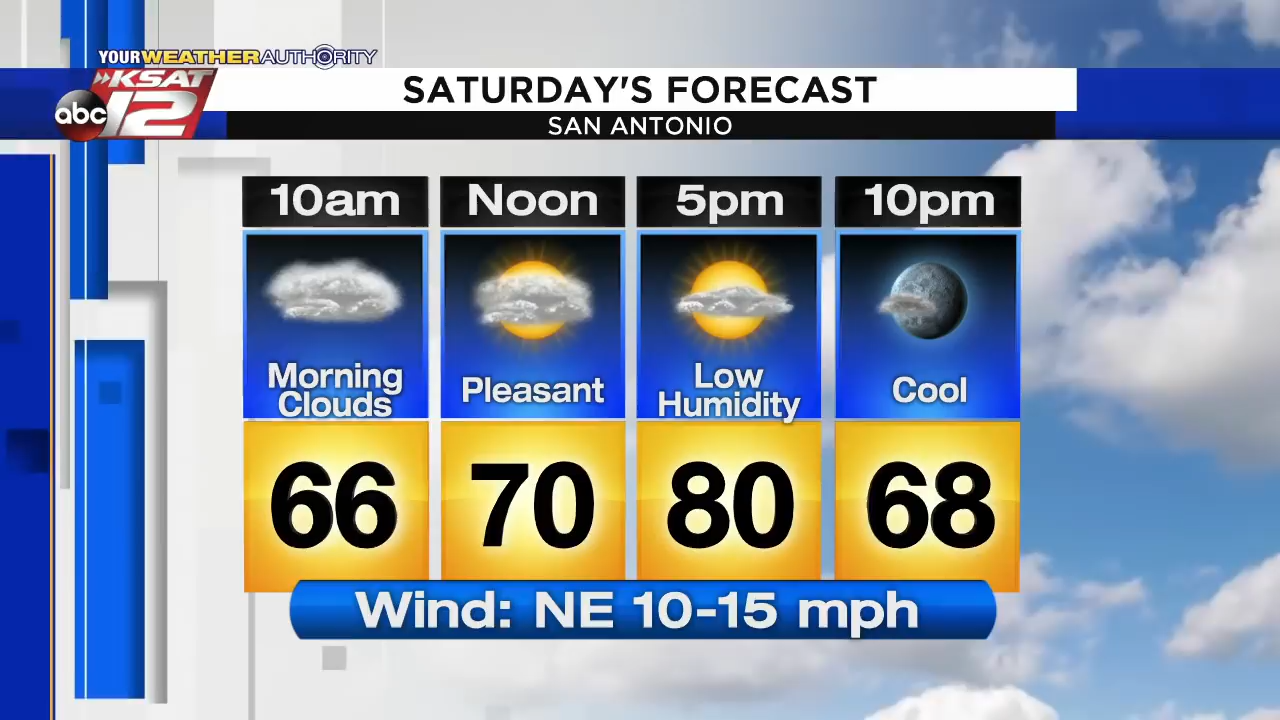 YOUR WEATHER AUTHORITY
KSAT
abc 12
SATURDAY'S FORECAST
SAN ANTONIO
10am Noon 5pm 10pm
Morning Clouds
Pleasant
Low Humidity
Cool
66 70 80 68
Wind: NE 10-15 mph